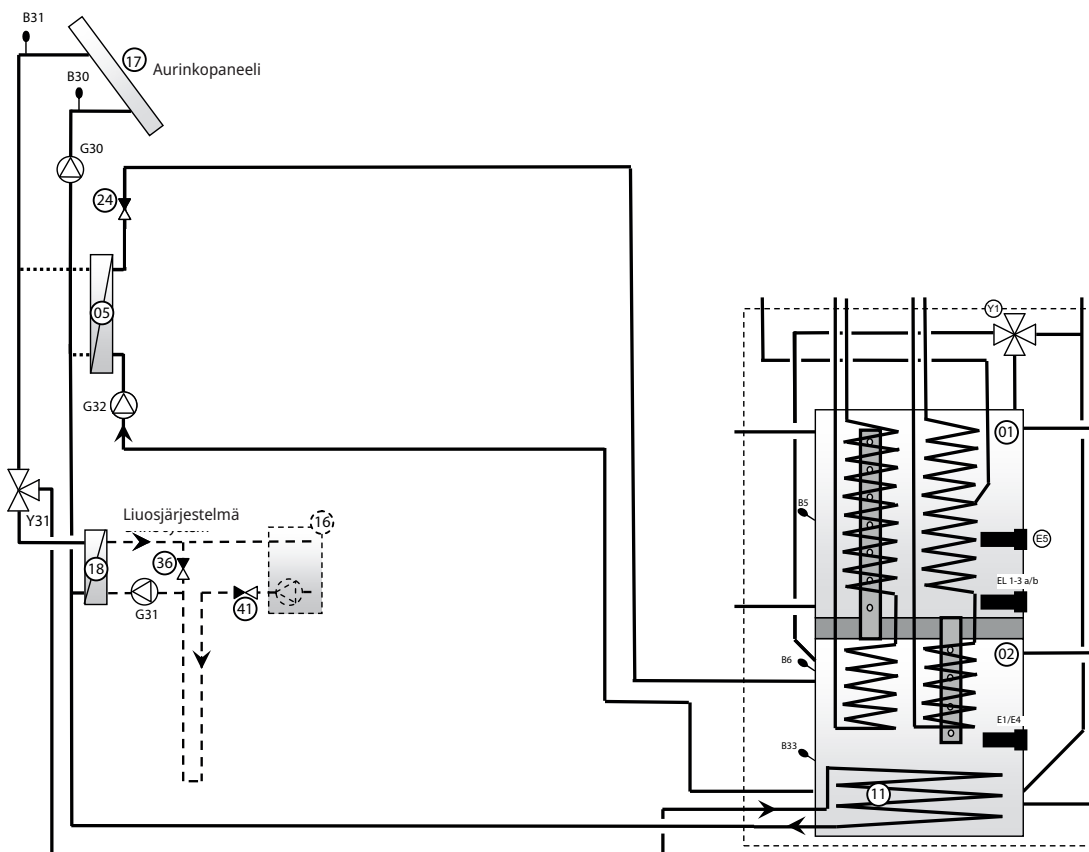 B31
17
Aurinkopaneeli
B30
G30
24
05
G32
Y1
01
B5
Y31
Liuosjärjestelmä
16
E5
36
18
EL 1-3 a/b
G31
41
02
B6
E1/E4
B33
11